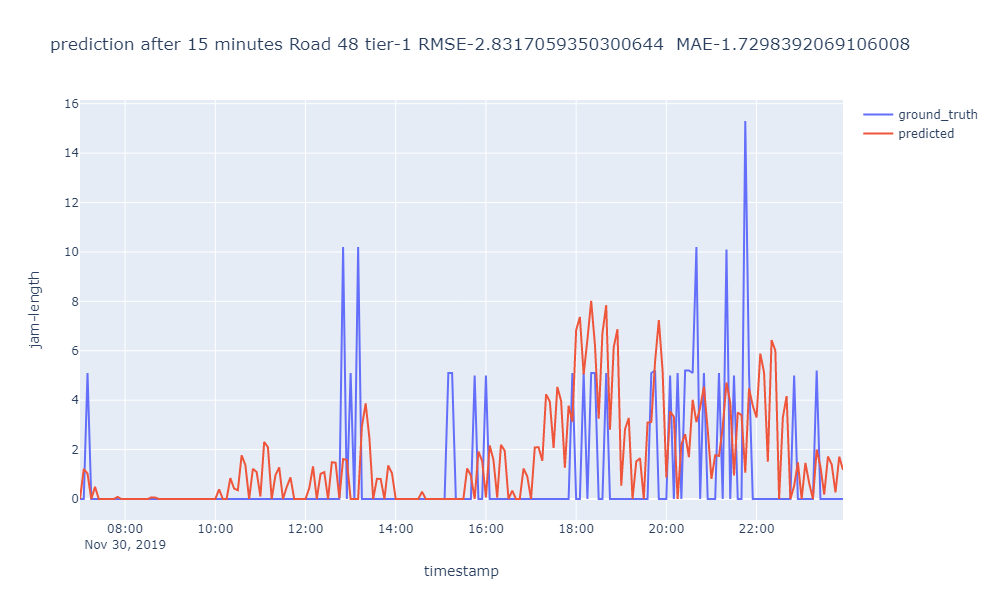 prediction after 15 minutes Road 48 tier-1 RMSE-2.8317059350300644  MAE-1.7298392069106008
ground_truth
predicted
16
14
12
10
8
6
4
2
0
jam-length
08:00 10:00 12:00 14:00 16:00 18:00 20:00 22:00
Nov 30, 2019
timestamp